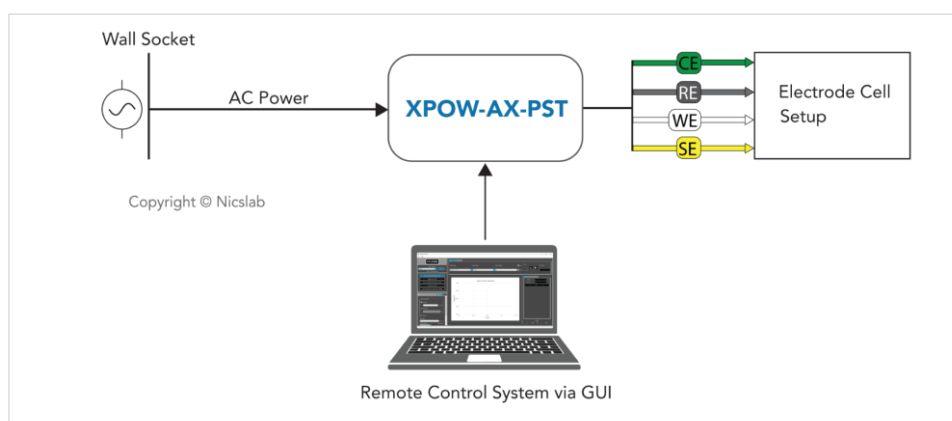 Wall Socket
AC Power
XPOW-AX-PST
CE
RE
WE
SE
Electrode Cell
Setup
Copyright © Nicslab
Remote Control System via GUI